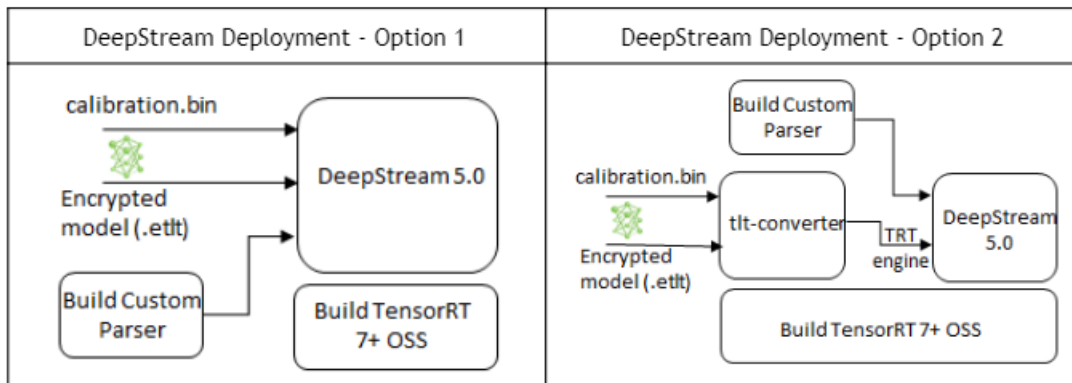 DeepStream Deployment - Option 1
calibration.bin
Encrypted
model (.etlt)
DeepStream 5.0
Build Custom
Parser
Build TensorRT
7+ OSS
DeepStream Deployment - Option 2
Build Custom
Parser
calibration.bin
Encrypted
model (.etlt)
tlt-converter
TRT
engine
DeepStream
5.0
Build TensorRT 7+ OSS